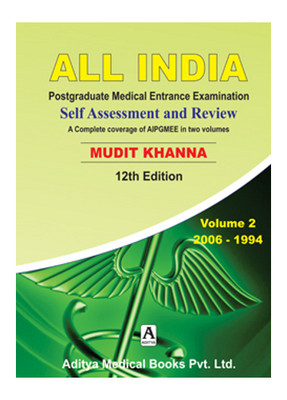 ALL INDIA
Postgraduate Medical Entrance Examination
Self Assessment and Review
A Complete coverage of AIPGMEE in two volumes
MUDIT KHANNA
12th Edition
Volume 2
2006 - 1994
A
ADITYA
Aditya Medical Books Pvt. Ltd.